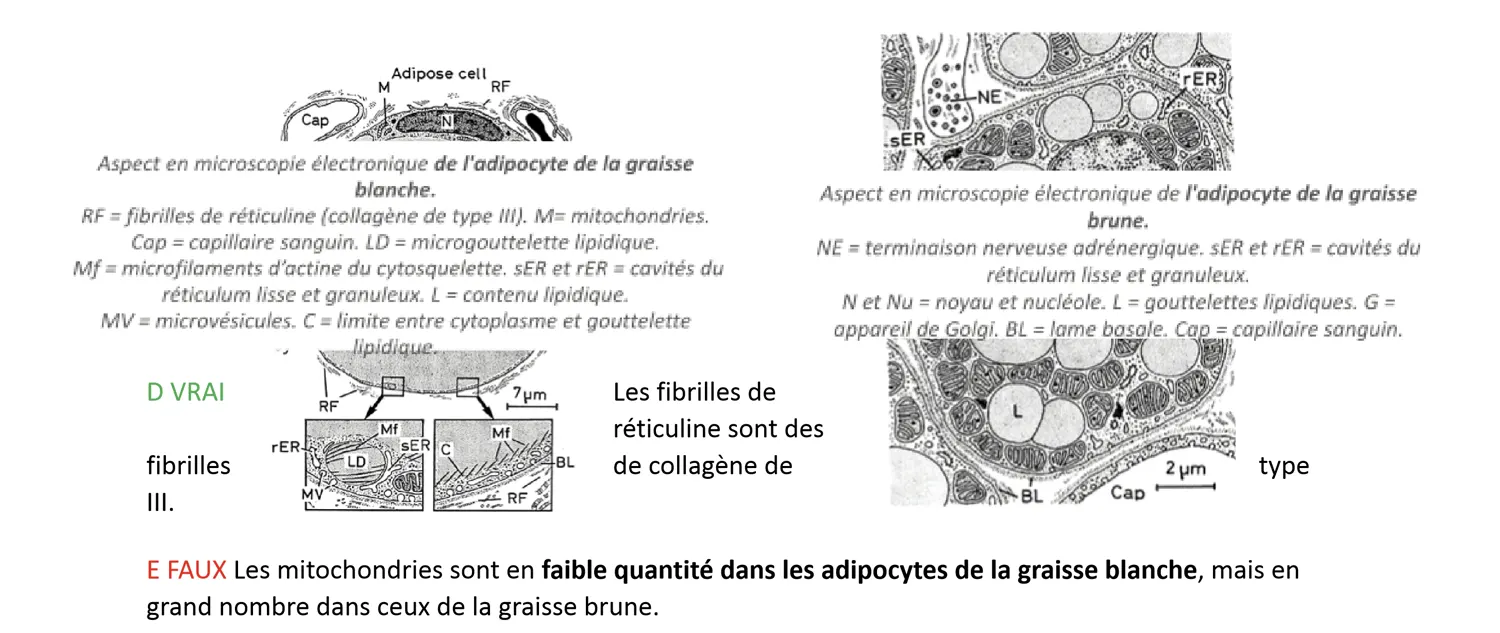 Adipose cell
M
RF
Cap
N
Aspect en microscopie électronique de l'adipocyte de la graisse
blanche.
RF = fibrilles de réticuline (collagène de type III). M= mitochondries.
Cap = capillaire sanguin. LD = microgouttelette lipidique.
Mf = microfilaments d'actine du cytosquelette. sER et rER = cavités du
réticulum lisse et granuleux. L = contenu lipidique.
MV = microvésicules. C = limite entre cytoplasme et gouttelette
lipidique.
RF
7µm
rER
Mf
sER
LD
MV
C
Mf
BL
RF
rER
NE
sER
Aspect en microscopie électronique de l'adipocyte de la graisse
brune.
NE = terminaison nerveuse adrénergique. sER et rER = cavités du
réticulum lisse et granuleux.
N et Nu = noyau et nucléole. L = gouttelettes lipidiques. G =
appareil de Golgi. BL = lame basale. Cap = capillaire sanguin.
L
2 µm
BL
Cap
D VRAI Les fibrilles de
réticuline sont des
fibrilles de collagène de type
III.
E FAUX Les mitochondries sont en faible quantité dans les adipocytes de la graisse blanche, mais en
grand nombre dans ceux de la graisse brune.